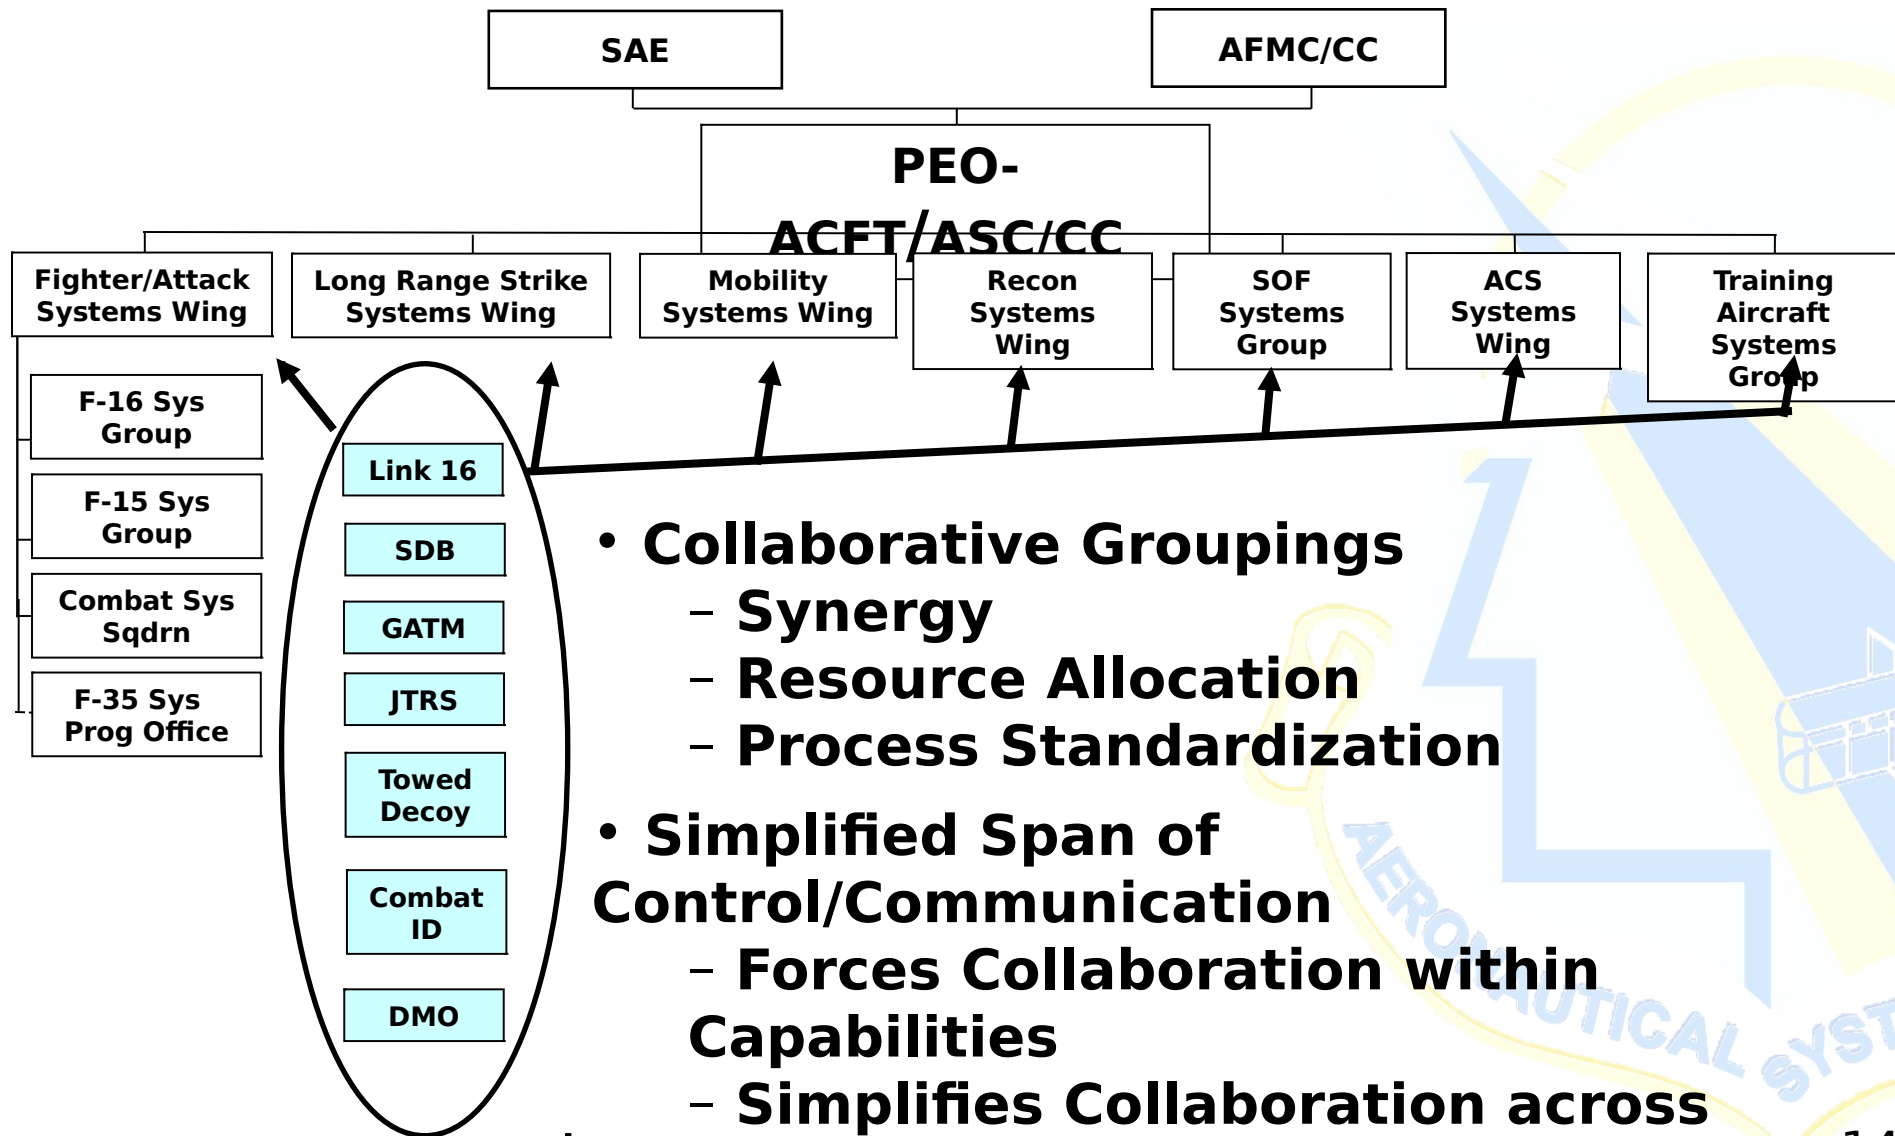 SAE
AFMC/CC
PEO-
ACFT/ASC/CC
Fighter/Attack
Systems Wing
Long Range Strike
Systems Wing
Mobility
Systems Wing
Recon
Systems
Wing
SOF
Systems
Group
ACS
Systems
Wing
Training
Aircraft
Systems
Group
F-16 Sys
Group
F-15 Sys
Group
Combat Sys
Sqdrn
F-35 Sys
Prog Office
Link 16
SDB
GATM
JTRS
Towed
Decoy
Combat
ID
DMO
• Collaborative Groupings
– Synergy
– Resource Allocation
– Process Standardization
• Simplified Span of
Control/Communication
– Forces Collaboration within
Capabilities
– Simplifies Collaboration across
AERONAUTICAL SYST